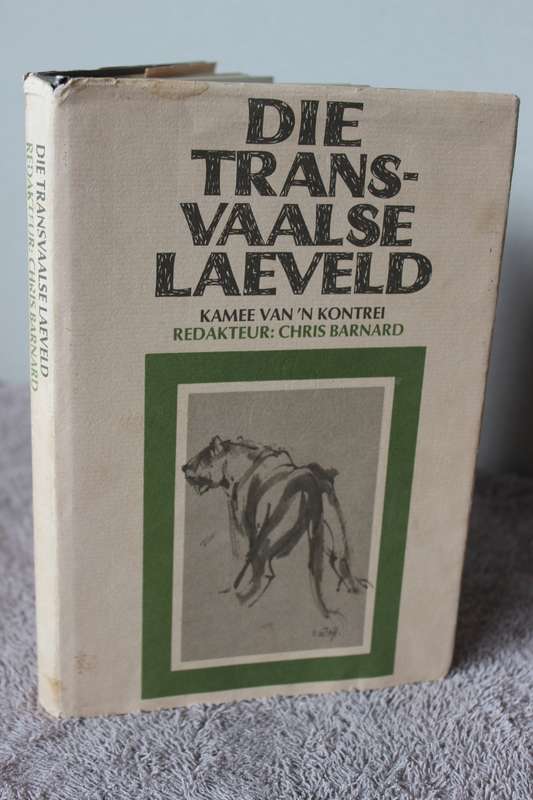 DIE
TRANS-
VAALSE
LAEVELD
KAMEE VAN 'N KONTREI
REDAKTEUR: CHRIS BARNARD
DIE TRANSVAALSE LAEVELD
REDAKTEUR: CHRIS BARNARD